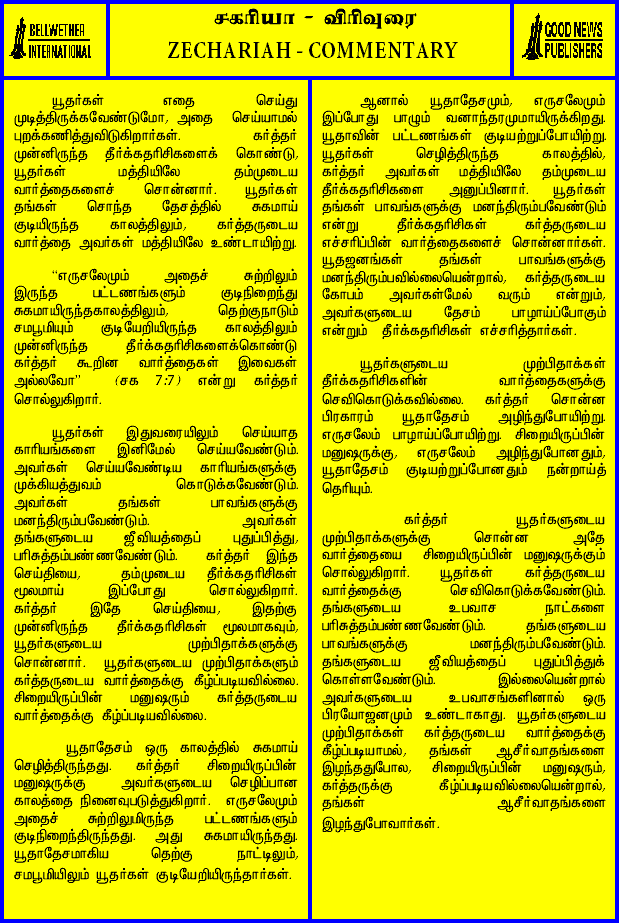 BELLWETHER
INTERNATIONAL
சகரியா - விரிவுரை
ZECHARIAH - COMMENTARY
GOOD NEWS
PUBLISHERS
யூதர்கள் எதை செய்து
முடித்திருக்கவேண்டுமோ, அதை செய்யாமல்
புறக்கணித்துவிடுகிறார்கள். கர்த்தர்
முன்னிருந்த தீர்க்கதரிசிகளைக் கொண்டு,
யூதர்கள் மத்தியிலே தம்முடைய
வார்த்தைகளைச் சொன்னார். யூதர்கள்
தங்கள் சொந்த தேசத்தில் சுகமாய்
குடியிருந்த காலத்திலும், கர்த்தருடைய
வார்த்தை அவர்கள் மத்தியிலே உண்டாயிற்று.
“எருசலேமும் அதைச் சுற்றிலும்
இருந்த பட்டணங்களும் குடிநிறைந்து
சுகமாயிருந்தகாலத்திலும், தெற்குநாடும்
சமபூமியும் குடியேறியிருந்த காலத்திலும்
முன்னிருந்த தீர்க்கதரிசிகளைக்கொண்டு
கர்த்தர் கூறின வார்த்தைகள் இவைகள்
அல்லவோ” (சக 7:7) என்று கர்த்தர்
சொல்லுகிறார்.
யூதர்கள் இதுவரையிலும் செய்யாத
காரியங்களை இனிமேல் செய்யவேண்டும்.
அவர்கள் செய்யவேண்டிய காரியங்களுக்கு
முக்கியத்துவம் கொடுக்கவேண்டும்.
அவர்கள் தங்கள் பாவங்களுக்கு
மனந்திரும்பவேண்டும். அவர்கள்
தங்களுடைய ஜீவியத்தைப் புதுப்பித்து,
பரிசுத்தம்பண்ணவேண்டும். கர்த்தர் இந்த
செய்தியை, தம்முடைய தீர்க்கதரிசிகள்
மூலமாய் இப்போது சொல்லுகிறார்.
கர்த்தர் இதே செய்தியை, இதற்கு
முன்னிருந்த தீர்க்கதரிசிகள் மூலமாகவும்,
யூதர்களுடைய முற்பிதாக்களுக்கு
சொன்னார். யூதர்களுடைய முற்பிதாக்களும்
கர்த்தருடைய வார்த்தைக்கு கீழ்ப்படியவில்லை.
சிறையிருப்பின் மனுஷரும் கர்த்தருடைய
வார்த்தைக்கு கீழ்ப்படியவில்லை.
யூதாதேசம் ஒரு காலத்தில் சுகமாய்
செழித்திருந்தது. கர்த்தர் சிறையிருப்பின்
மனுஷருக்கு அவர்களுடைய செழிப்பான
காலத்தை நினைவுபடுத்துகிறார். எருசலேமும்
அதைச் சுற்றிலுமிருந்த பட்டணங்களும்
குடிநிறைந்திருந்தது. அது சுகமாயிருந்தது.
யூதாதேசமாகிய தெற்கு நாட்டிலும்,
சமபூமியிலும் யூதர்கள் குடியேறியிருந்தார்கள்.
ஆனால் யூதாதேசமும், எருசலேமும்
இப்போது பாழும் வனாந்தரமுமாயிருக்கிறது.
யூதாவின் பட்டணங்கள் குடியற்றுப்போயிற்று.
யூதர்கள் செழித்திருந்த காலத்தில்,
கர்த்தர் அவர்கள் மத்தியிலே தம்முடைய
தீர்க்கதரிசிகளை அனுப்பினார். யூதர்கள்
தங்கள் பாவங்களுக்கு மனந்திரும்பவேண்டும்
என்று தீர்க்கதரிசிகள் கர்த்தருடைய
எச்சரிப்பின் வார்த்தைகளைச் சொன்னார்கள்.
யூதஜனங்கள் தங்கள் பாவங்களுக்கு
மனந்திரும்பவில்லையென்றால், கர்த்தருடைய
கோபம் அவர்கள்மேல் வரும் என்றும்,
அவர்களுடைய தேசம் பாழாய்ப்போகும்
என்றும் தீர்க்கதரிசிகள் எச்சரித்தார்கள்.
யூதர்களுடைய முற்பிதாக்கள்
தீர்க்கதரிசிகளின் வார்த்தைகளுக்கு
செவிகொடுக்கவில்லை. கர்த்தர் சொன்ன
பிரகாரம் யூதாதேசம் அழிந்துபோயிற்று.
எருசலேம் பாழாய்ப்போயிற்று. சிறையிருப்பின்
மனுஷருக்கு, எருசலேம் அழிந்துபோனதும்,
யூதாதேசம் குடியற்றுப்போனதும் நன்றாய்த்
தெரியும்.
கர்த்தர் யூதர்களுடைய
முற்பிதாக்களுக்கு சொன்ன அதே
வார்த்தையை சிறையிருப்பின் மனுஷருக்கும்
சொல்லுகிறார். யூதர்கள் கர்த்தருடைய
வார்த்தைக்கு செவிகொடுக்கவேண்டும்.
தங்களுடைய உபவாச நாட்களை
பரிசுத்தம்பண்ணவேண்டும். தங்களுடைய
பாவங்களுக்கு மனந்திரும்பவேண்டும்.
தங்களுடைய ஜீவியத்தைப் புதுப்பித்துக்
கொள்ளவேண்டும். இல்லையென்றால்
அவர்களுடைய உபவாசங்களினால் ஒரு
பிரயோஜனமும் உண்டாகாது. யூதர்களுடைய
முற்பிதாக்கள் கர்த்தருடைய வார்த்தைக்கு
கீழ்ப்படியாமல், தங்கள் ஆசீர்வாதங்களை
இழந்ததுபோல, சிறையிருப்பின் மனுஷரும்,
கர்த்தருக்கு கீழ்ப்படியவில்லையென்றால்,
தங்கள் ஆசீர்வாதங்களை
இழந்துபோவார்கள்.